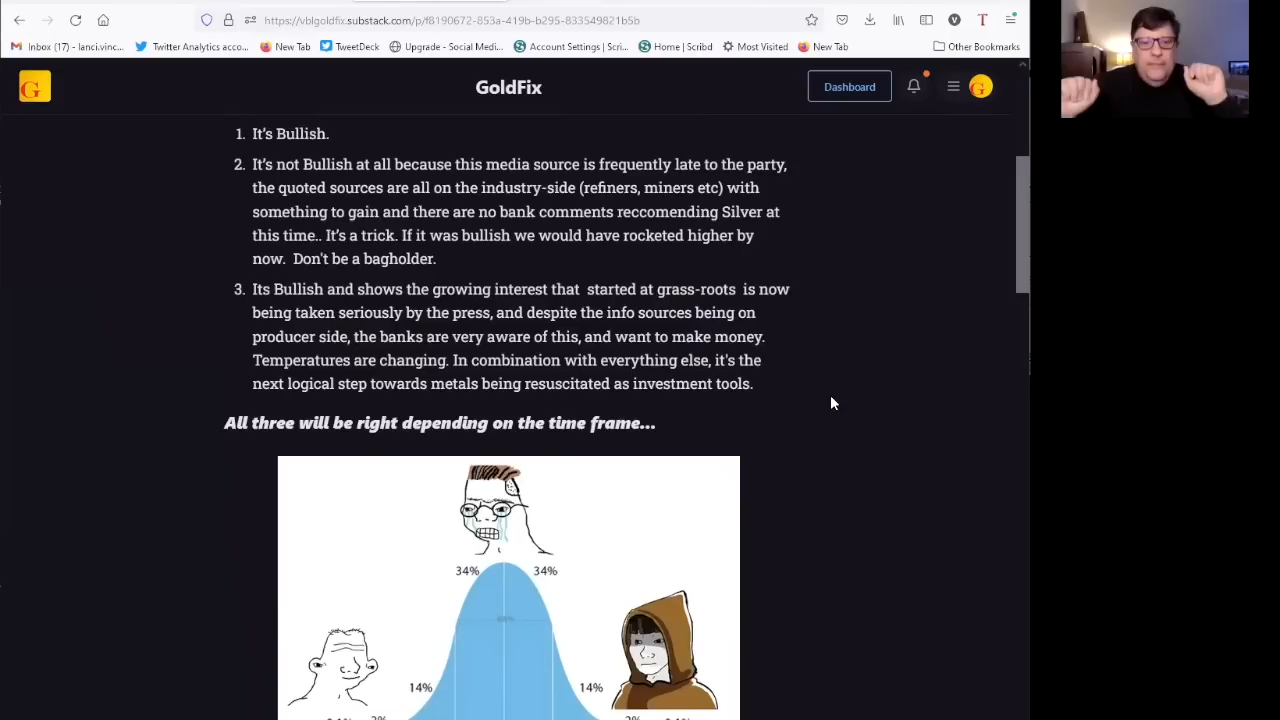 https://vblgoldfix.substack.com/p/f8190672-853a-419b-b295-833549821b5b
Inbox (17) - lanci.vinc...
Twitter Analytics acco...
New Tab
TweetDeck
Upgrade - Social Medi...
Account Settings | Scri...
Home | Scribd
Most Visited
New Tab
Other Bookmarks
G
GoldFix
Dashboard
G
1. It's Bullish.
2. It's not Bullish at all because this media source is frequently late to the party,
the quoted sources are all on the industry-side (refiners, miners etc) with
something to gain and there are no bank comments reccomending Silver at
this time.. It's a trick. If it was bullish we would have rocketed higher by
now. Don't be a bagholder.
3. Its Bullish and shows the growing interest that started at grass-roots is now
being taken seriously by the press, and despite the info sources being on
producer side, the banks are very aware of this, and want to make money.
Temperatures are changing. In combination with everything else, it's the
next logical step towards metals being resuscitated as investment tools.
All three will be right depending on the time frame...
34% 34%
14% 14%